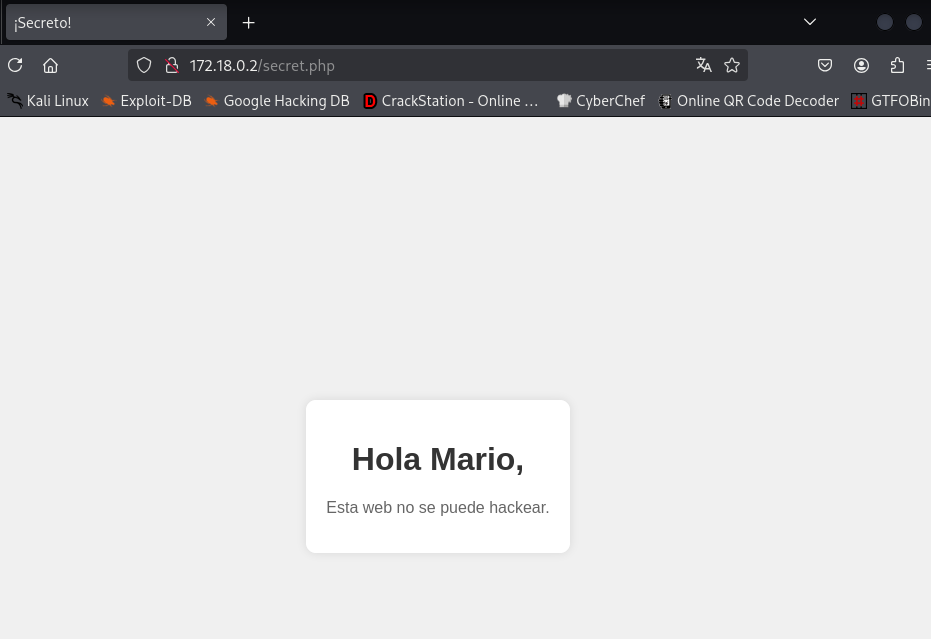 ¡Secreto!
172.18.0.2/secret.php
Kali Linux
Exploit-DB
Google Hacking DB
CrackStation - Online ...
CyberChef
Online QR Code Decoder
GTFOBin
Hola Mario,
Esta web no se puede hackear.